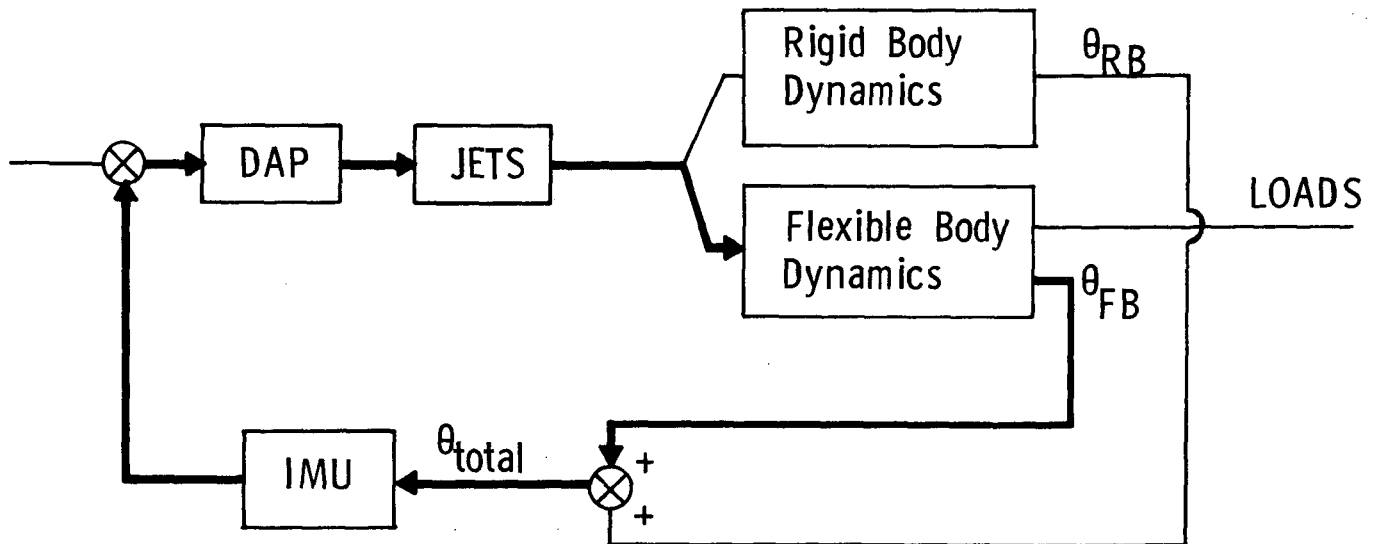 Rigid Body
Dynamics
θRB
DAP
JETS
LOADS
Flexible Body
Dynamics
θFB
IMU
θtotal
+
+